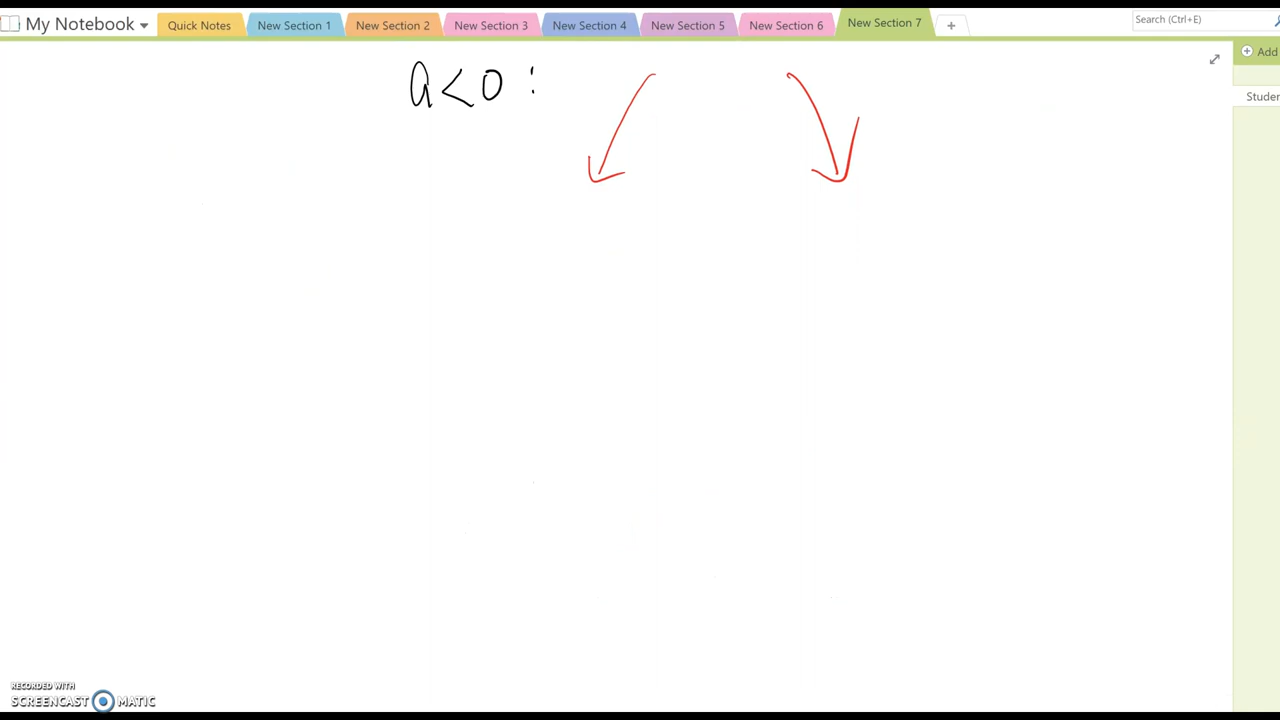 My Notebook Quick Notes New Section 1 New Section 2 New Section 3 New Section 4 New Section 5 New Section 6 New Section 7 + Search (Ctrl+E)
+ Add
Studen
a<0 :
RECORDED WITH
SCREENCAST MATIC